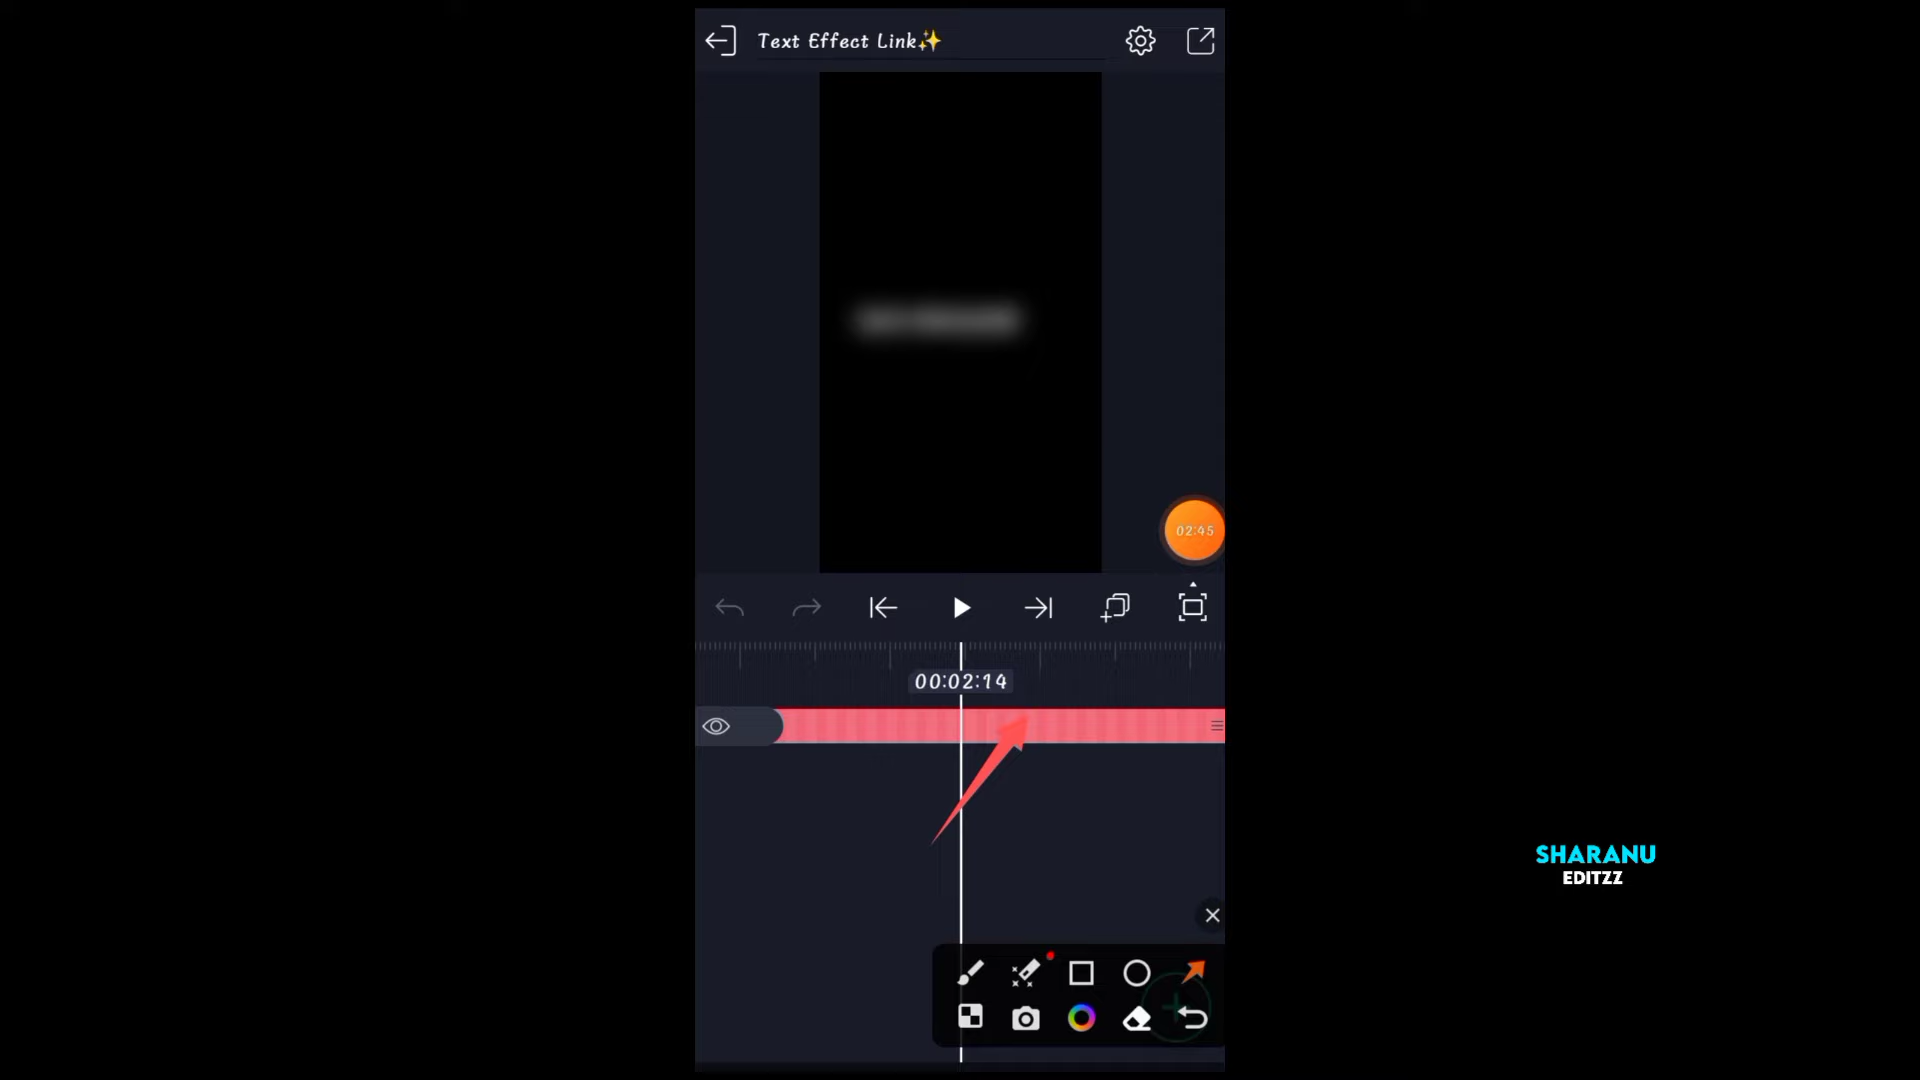 Text Effect Link✨
02:45
00:02:14
SHARANU
EDITZZ